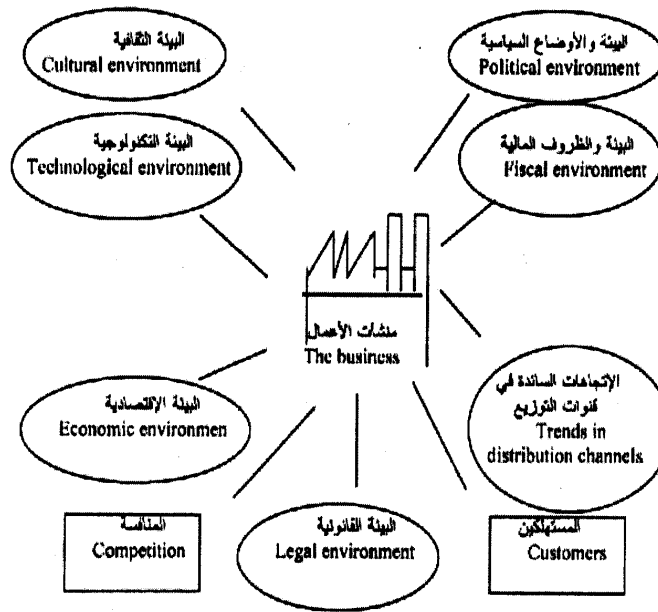 البيئة الثقافية
Cultural environment
البيئة والأوضاع السياسية
Political environment
البيئة التكنولوجية
Technological environment
البيئة والظروف المالية
Fiscal environment
منشآت الأعمال
The business
البيئة الإقتصادية
Economic environmen
الإتجاهات السائدة في
قنوات التوزيع
Trends in
distribution channels
المنافسة
Competition
البيئة القانونية
Legal environment
المستهلكين
Customers